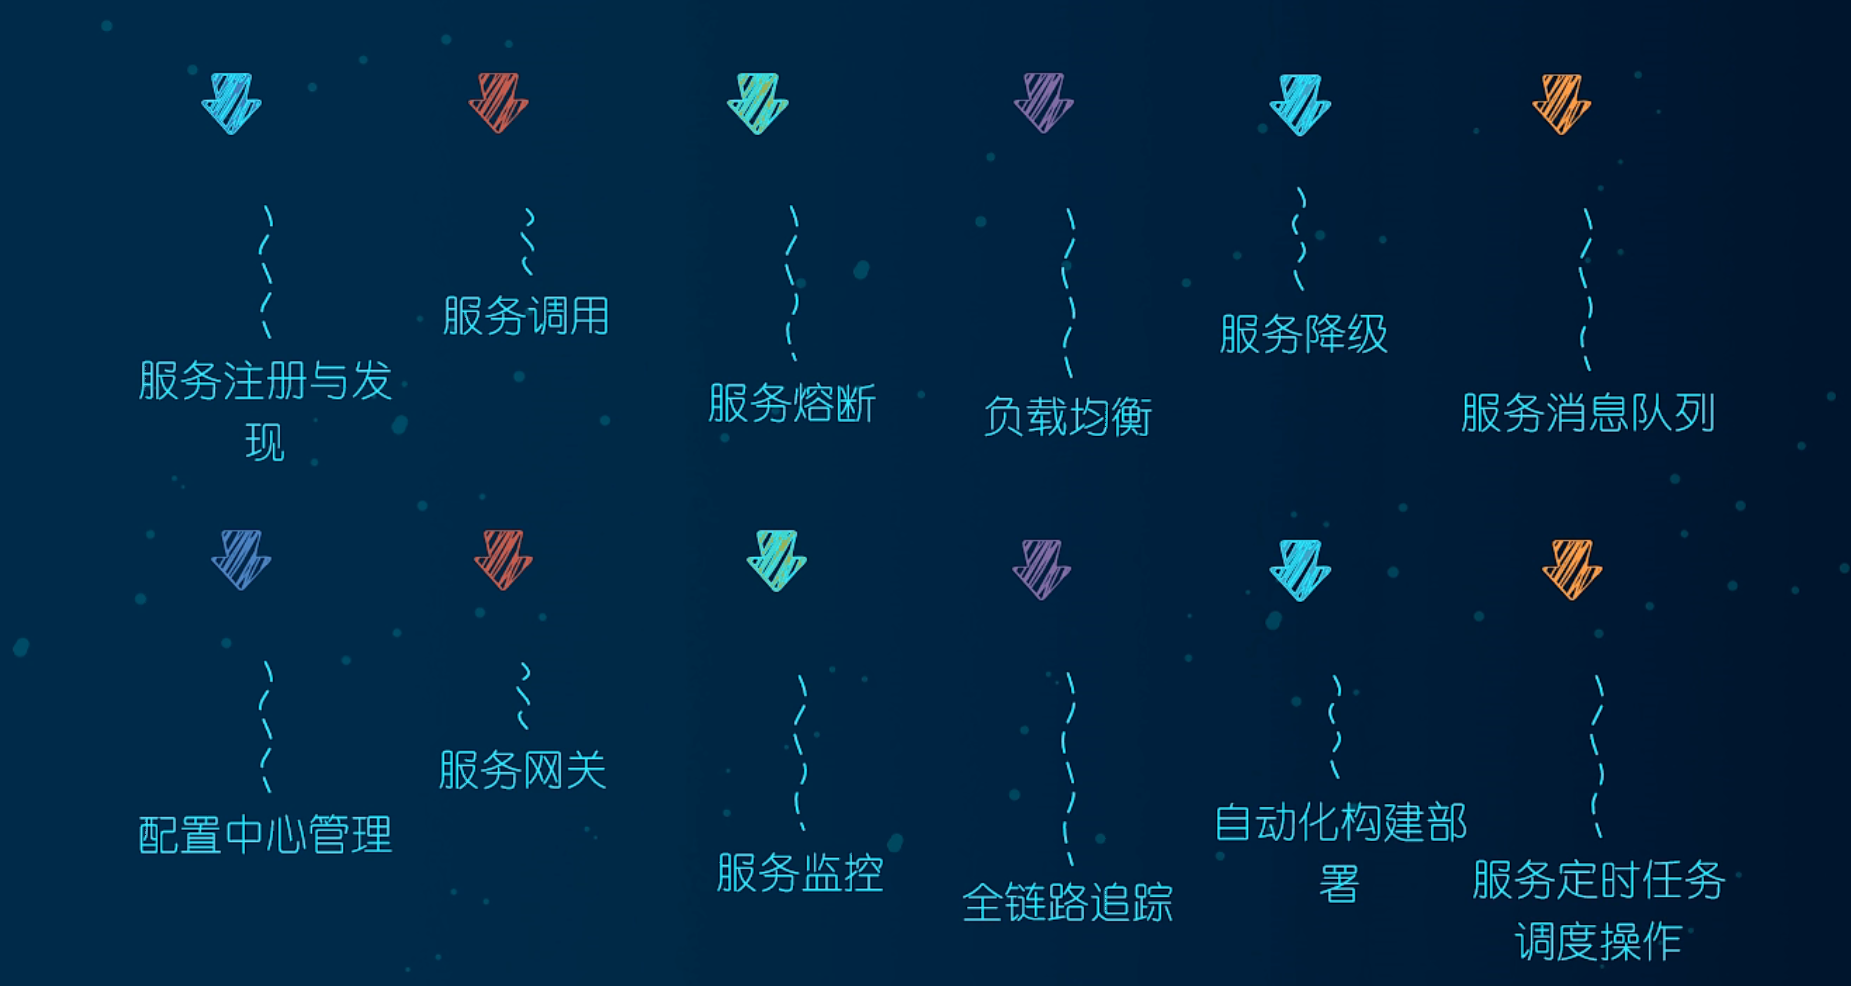 服务注册与发
现
服务调用
服务熔断
负载均衡
服务降级
服务消息队列
配置中心管理
服务网关
服务监控
全链路追踪
自动化构建部
署
服务定时任务
调度操作